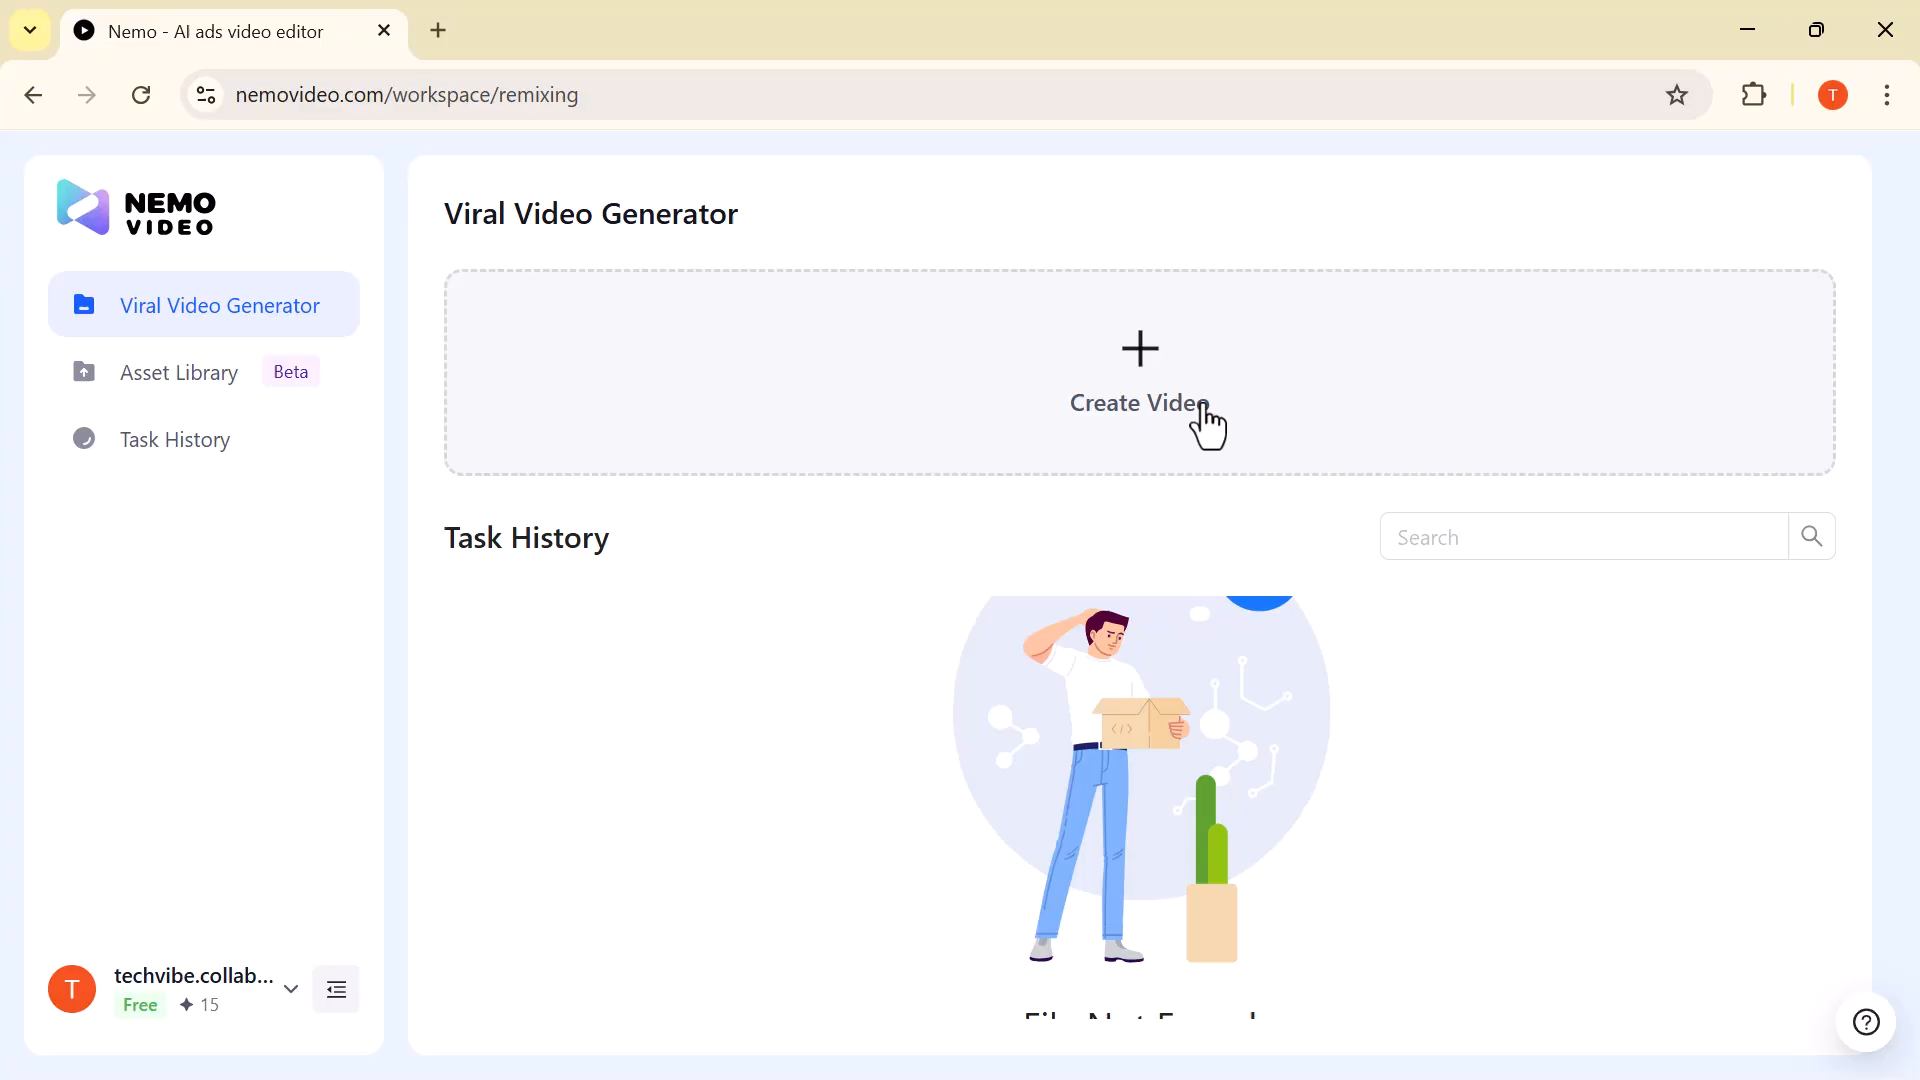 Nemo - AI ads video editor
nemovideo.com/workspace/remixing
T
NEMO
VIDEO
Viral Video Generator
Asset Library Beta
Task History
Viral Video Generator
Create Video
Task History
Search
</>
T
techvibe.collab...
Free 15